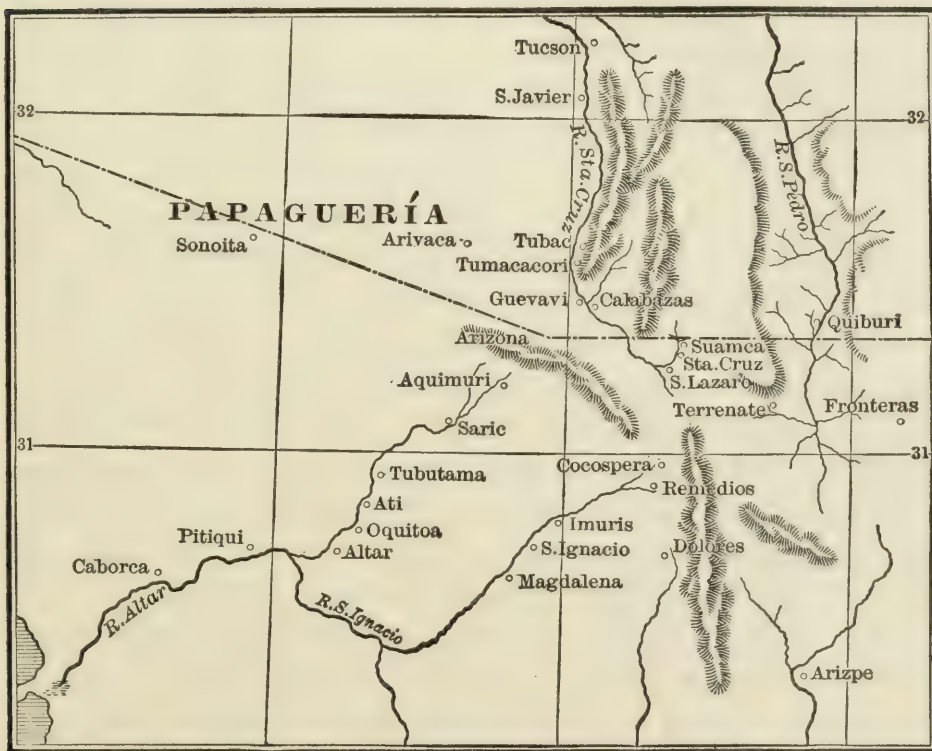 Tucson
S. Javier
32
32
R. Sta. Cruz
R. S. Pedro
PAPAGUERÍA
Sonoita
Arivaca
Tubac
Tumacacori
Guevavi
Calabazas
Quiburi
Arizona
Suamca
Sta. Cruz
S. Lazaro
Aquimuri
Terrenate
Fronteras
Saric
31
31
Cocospera
Tubutama
Remedios
Ati
Imuris
Oquitoa
Pitiqui
Altar
S. Ignacio
Dolores
Caborca
Magdalena
R. Altar
R. S. Ignacio
Arizpe